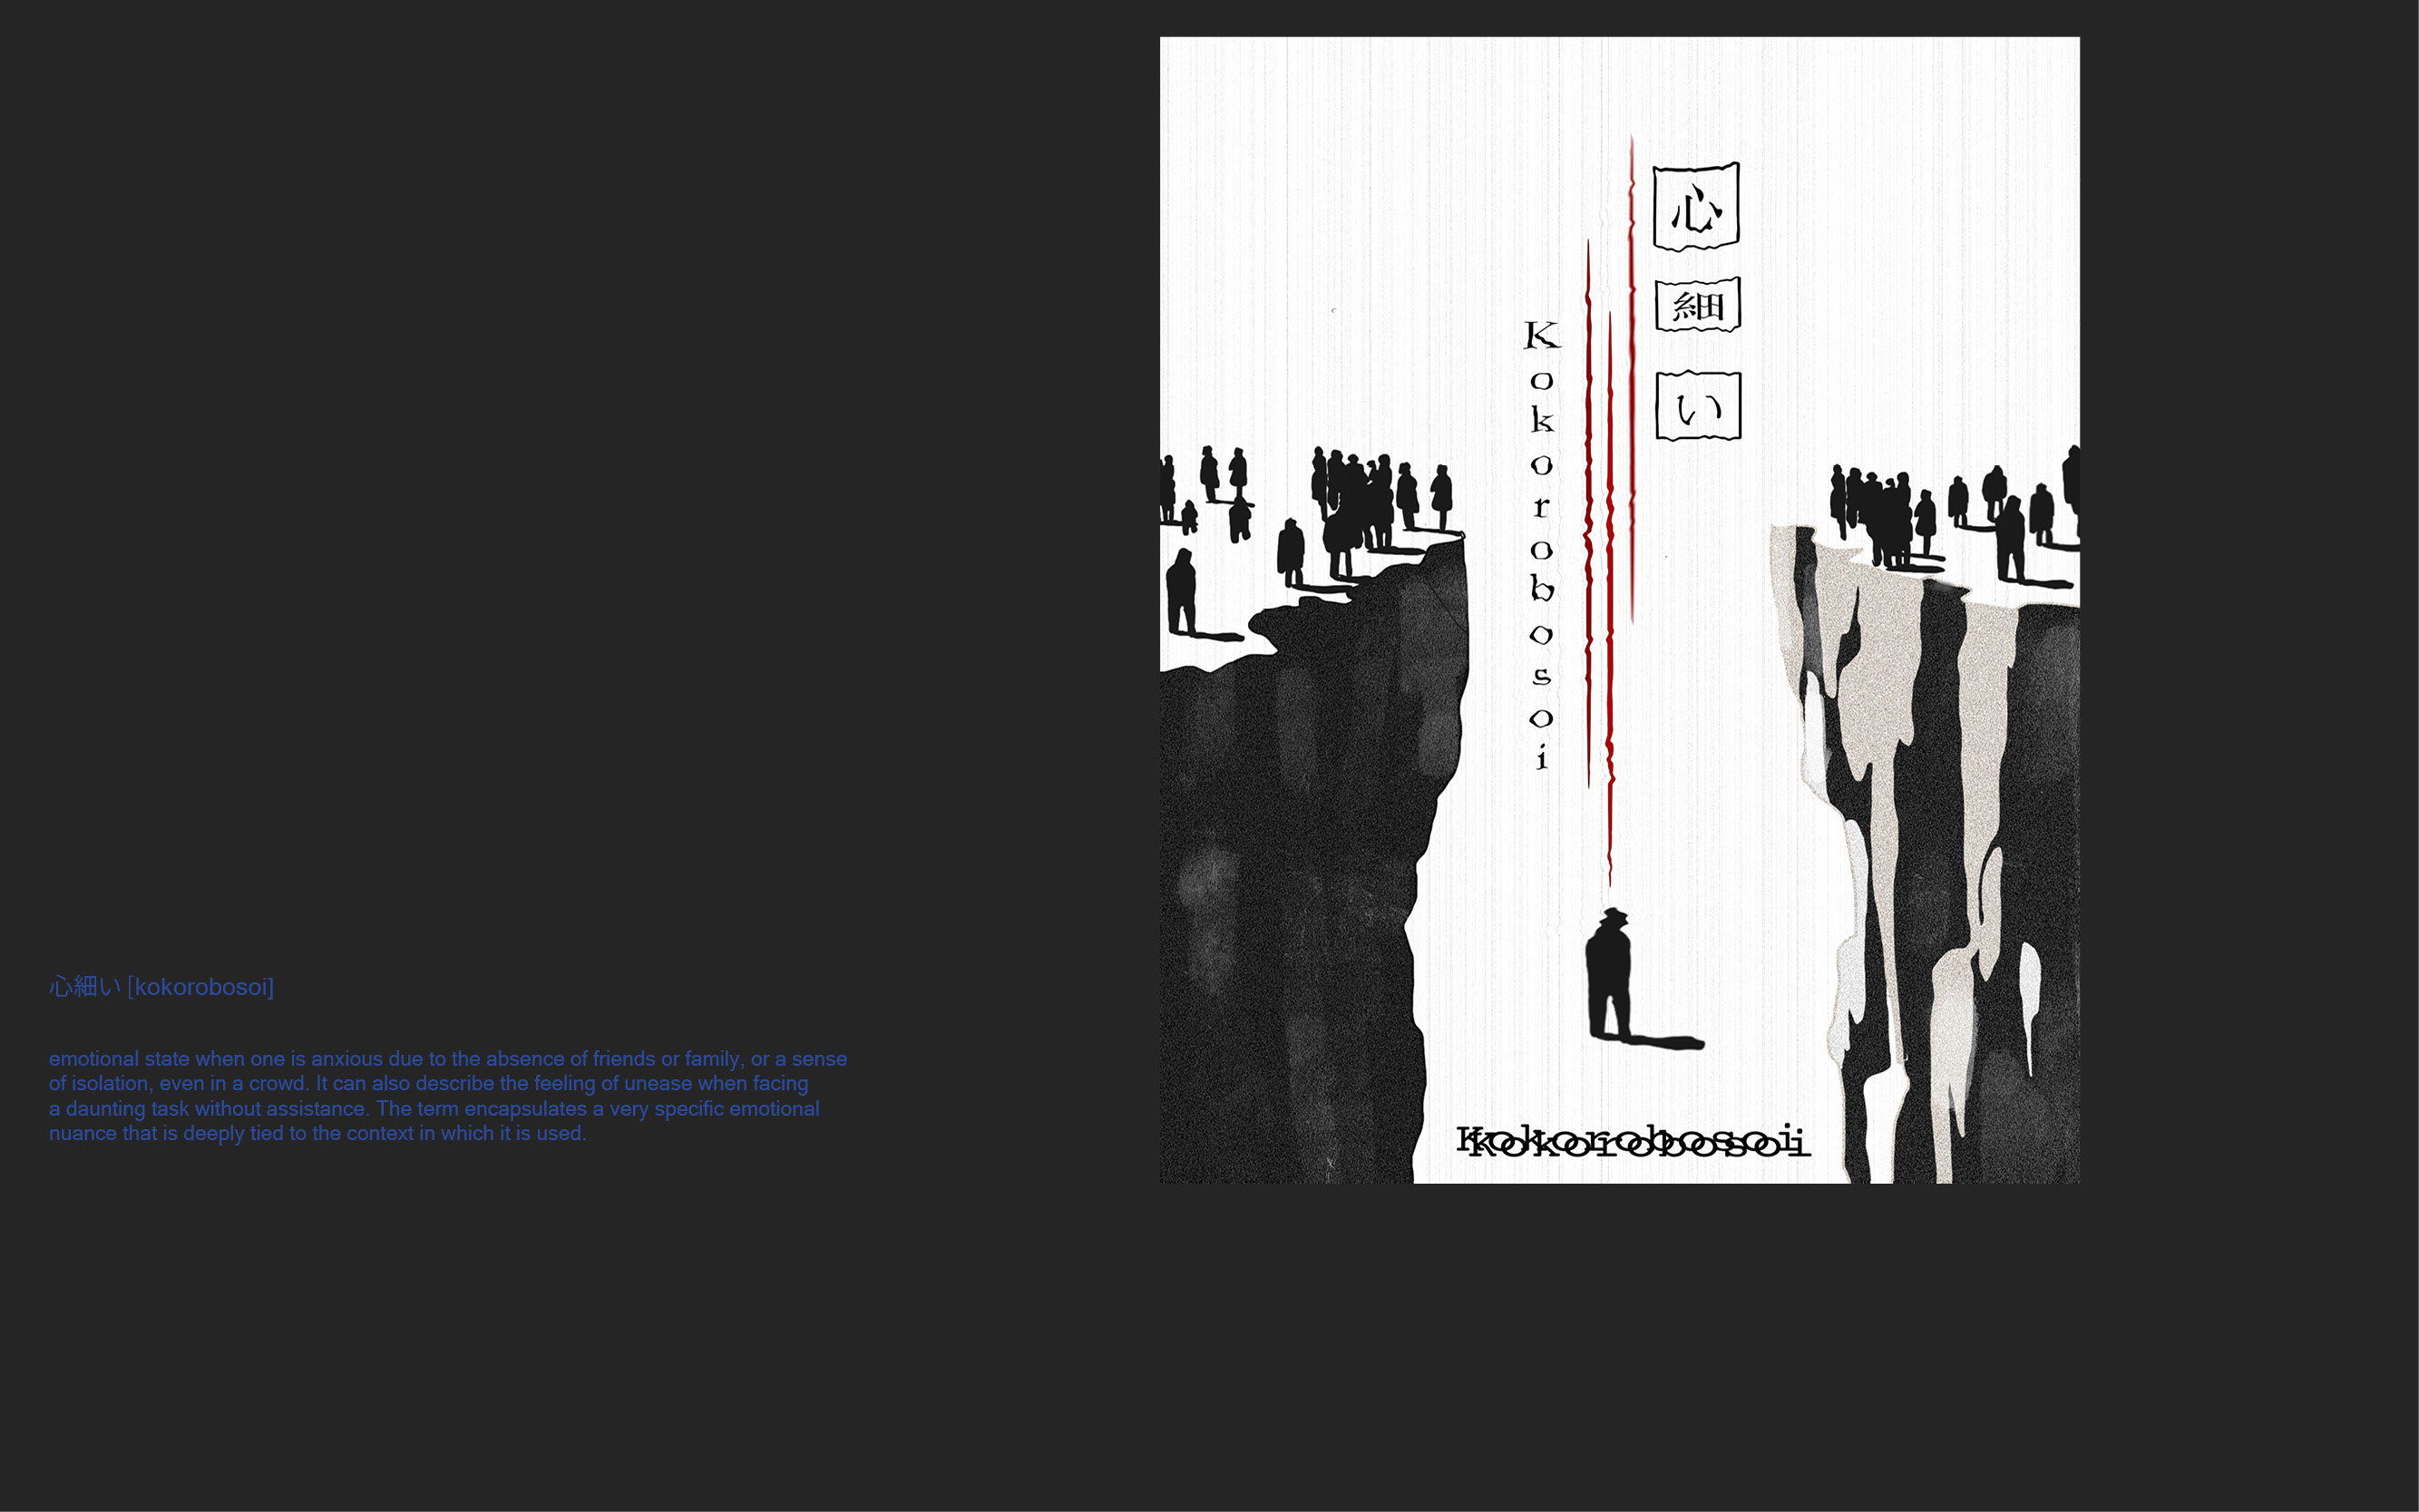 心細い [kokorobosoi]
emotional state when one is anxious due to the absence of friends or family, or a sense
of isolation, even in a crowd. It can also describe the feeling of unease when facing
a daunting task without assistance. The term encapsulates a very specific emotional
nuance that is deeply tied to the context in which it is used.
心細い
Kokorobosoi
Kokorobosoi
Kokorobosoi